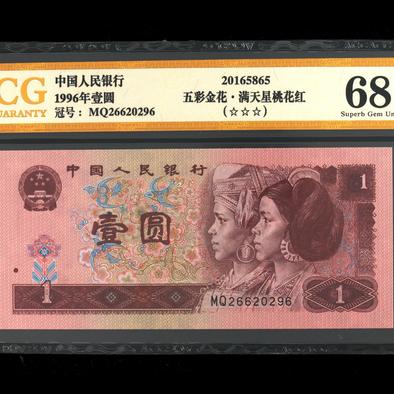 CG
GUARANTY
中国人民银行
1996年壹圆
冠号： MQ26620296
20165865
五彩金花·满天星桃花红
(☆☆☆)
68
Superb Gem Un
中国人民银行
1
壹圆
MQ26620296
1
1